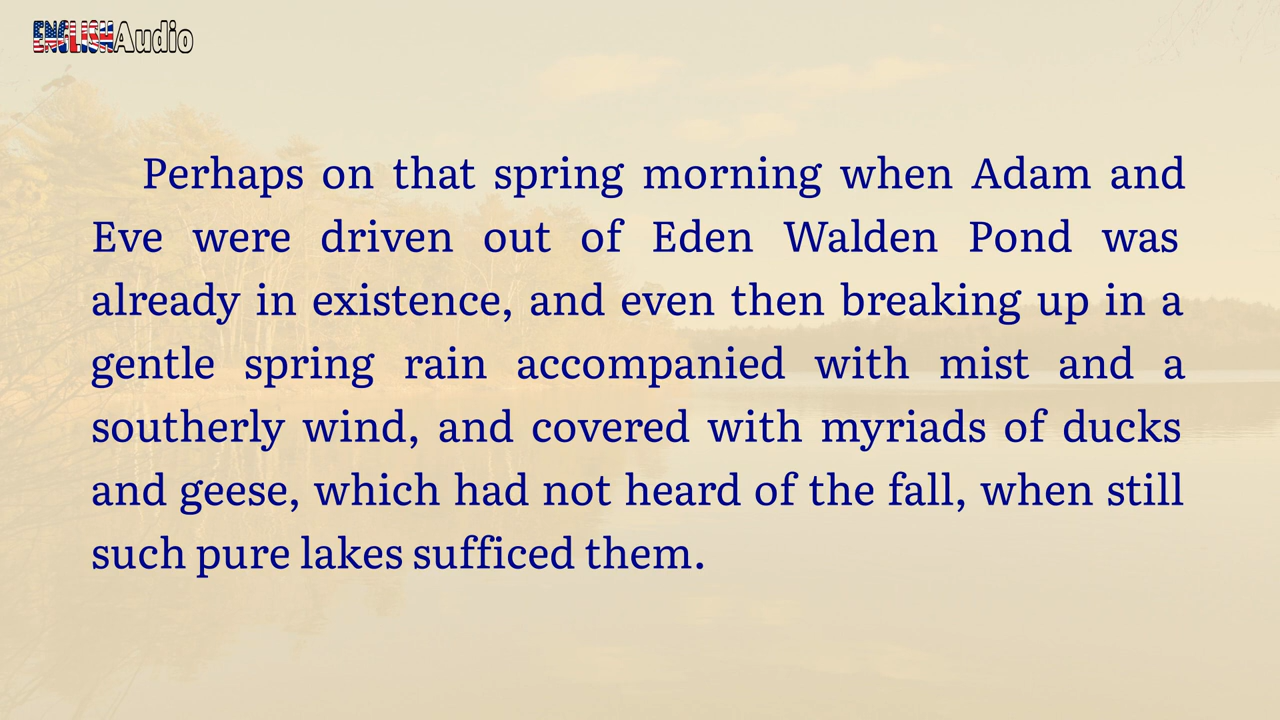 ENGLISHAudio
Perhaps on that spring morning when Adam and
Eve were driven out of Eden Walden Pond was
already in existence, and even then breaking up in a
gentle spring rain accompanied with mist and a
southerly wind, and covered with myriads of ducks
and geese, which had not heard of the fall, when still
such pure lakes sufficed them.